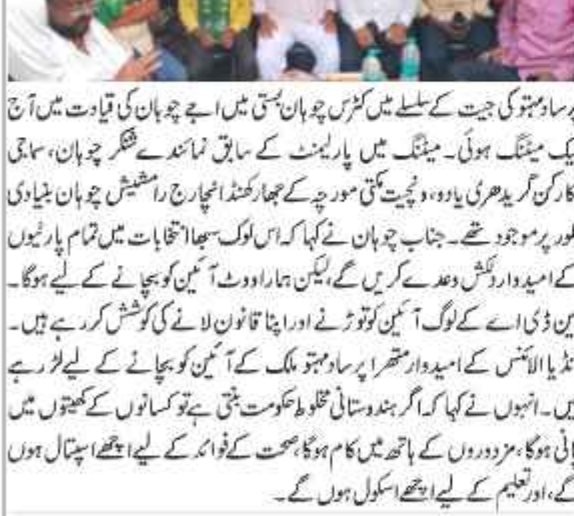 پرساد مہتو کی جیت کے سلسلے میں کٹرس چوہان بستی میں اجے چوہان کی قیادت میں آج
یک میٹنگ ہوئی۔ میٹنگ میں پارلیمنٹ کے سابق نمائندے شنکر چوہان، سماجی
کارکن گریدھری یادو، ونچیت مکتی مورچہ کے جھارکھنڈ انچارج رامشیش چوہان بنیادی
طور پر موجود تھے۔ جناب چوہان نے کہا کہ اس لوک سبھا انتخابات میں تمام پارٹیوں
کے امیدوار دلکش وعدے کریں گے، لیکن ہمارا ووٹ آئین کو بچانے کے لیے ہوگا۔
ین ڈی اے کے لوگ آئین کو توڑنے اور اپنا قانون لانے کی کوشش کر رہے ہیں۔
نڈیا الائنس کے امیدوار متھرا پرساد مہتو ملک کے آئین کو بچانے کے لیے لڑ رہے
یں۔ انہوں نے کہا کہ اگر ہندوستانی مخلوط حکومت بنتی ہے تو کسانوں کے کھیتوں میں
انی ہوگا، مزدوروں کے ہاتھ میں کام ہوگا، صحت کے فوائد کے لیے اچھے اسپتال ہوں
گے، اور تعلیم کے لیے اچھے اسکول ہوں گے۔